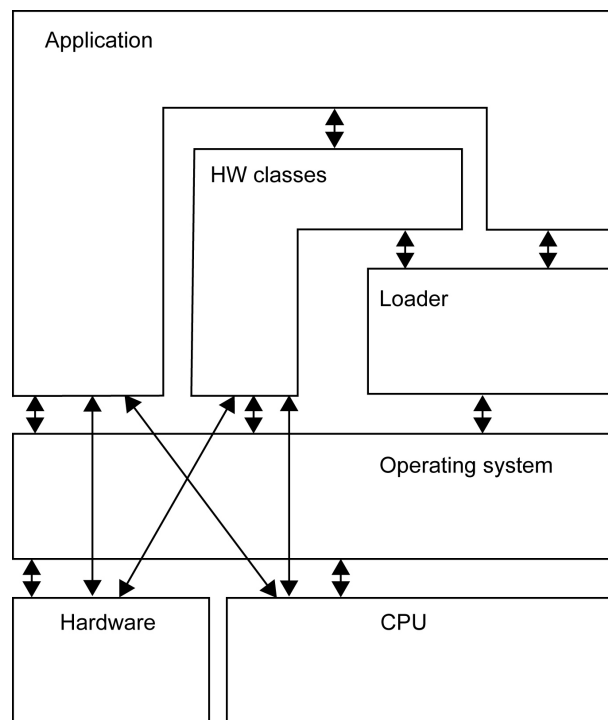 Application
HW classes
Loader
Operating system
Hardware
CPU